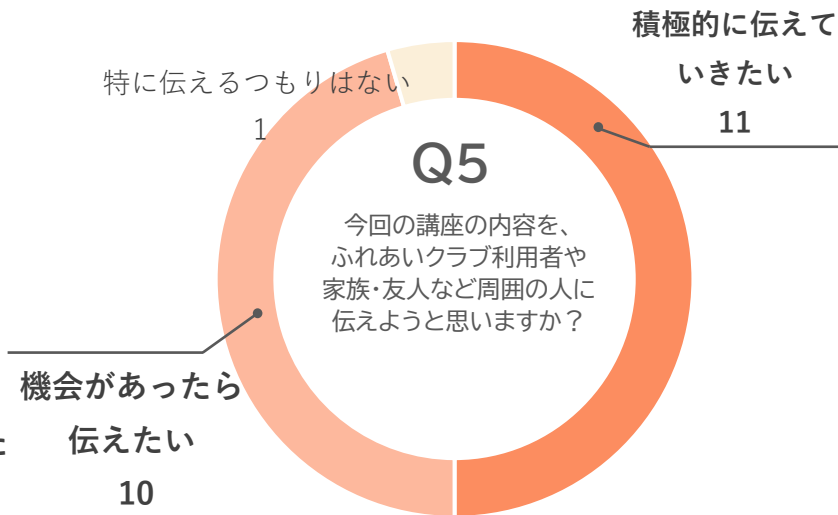 積極的に伝えて
いきたい
11
特に伝えるつもりはない
1
Q5
今回の講座の内容を、
ふれあいクラブ利用者や
家族・友人など周囲の人に
伝えようと思いますか？
機会があったら
伝えたい
10